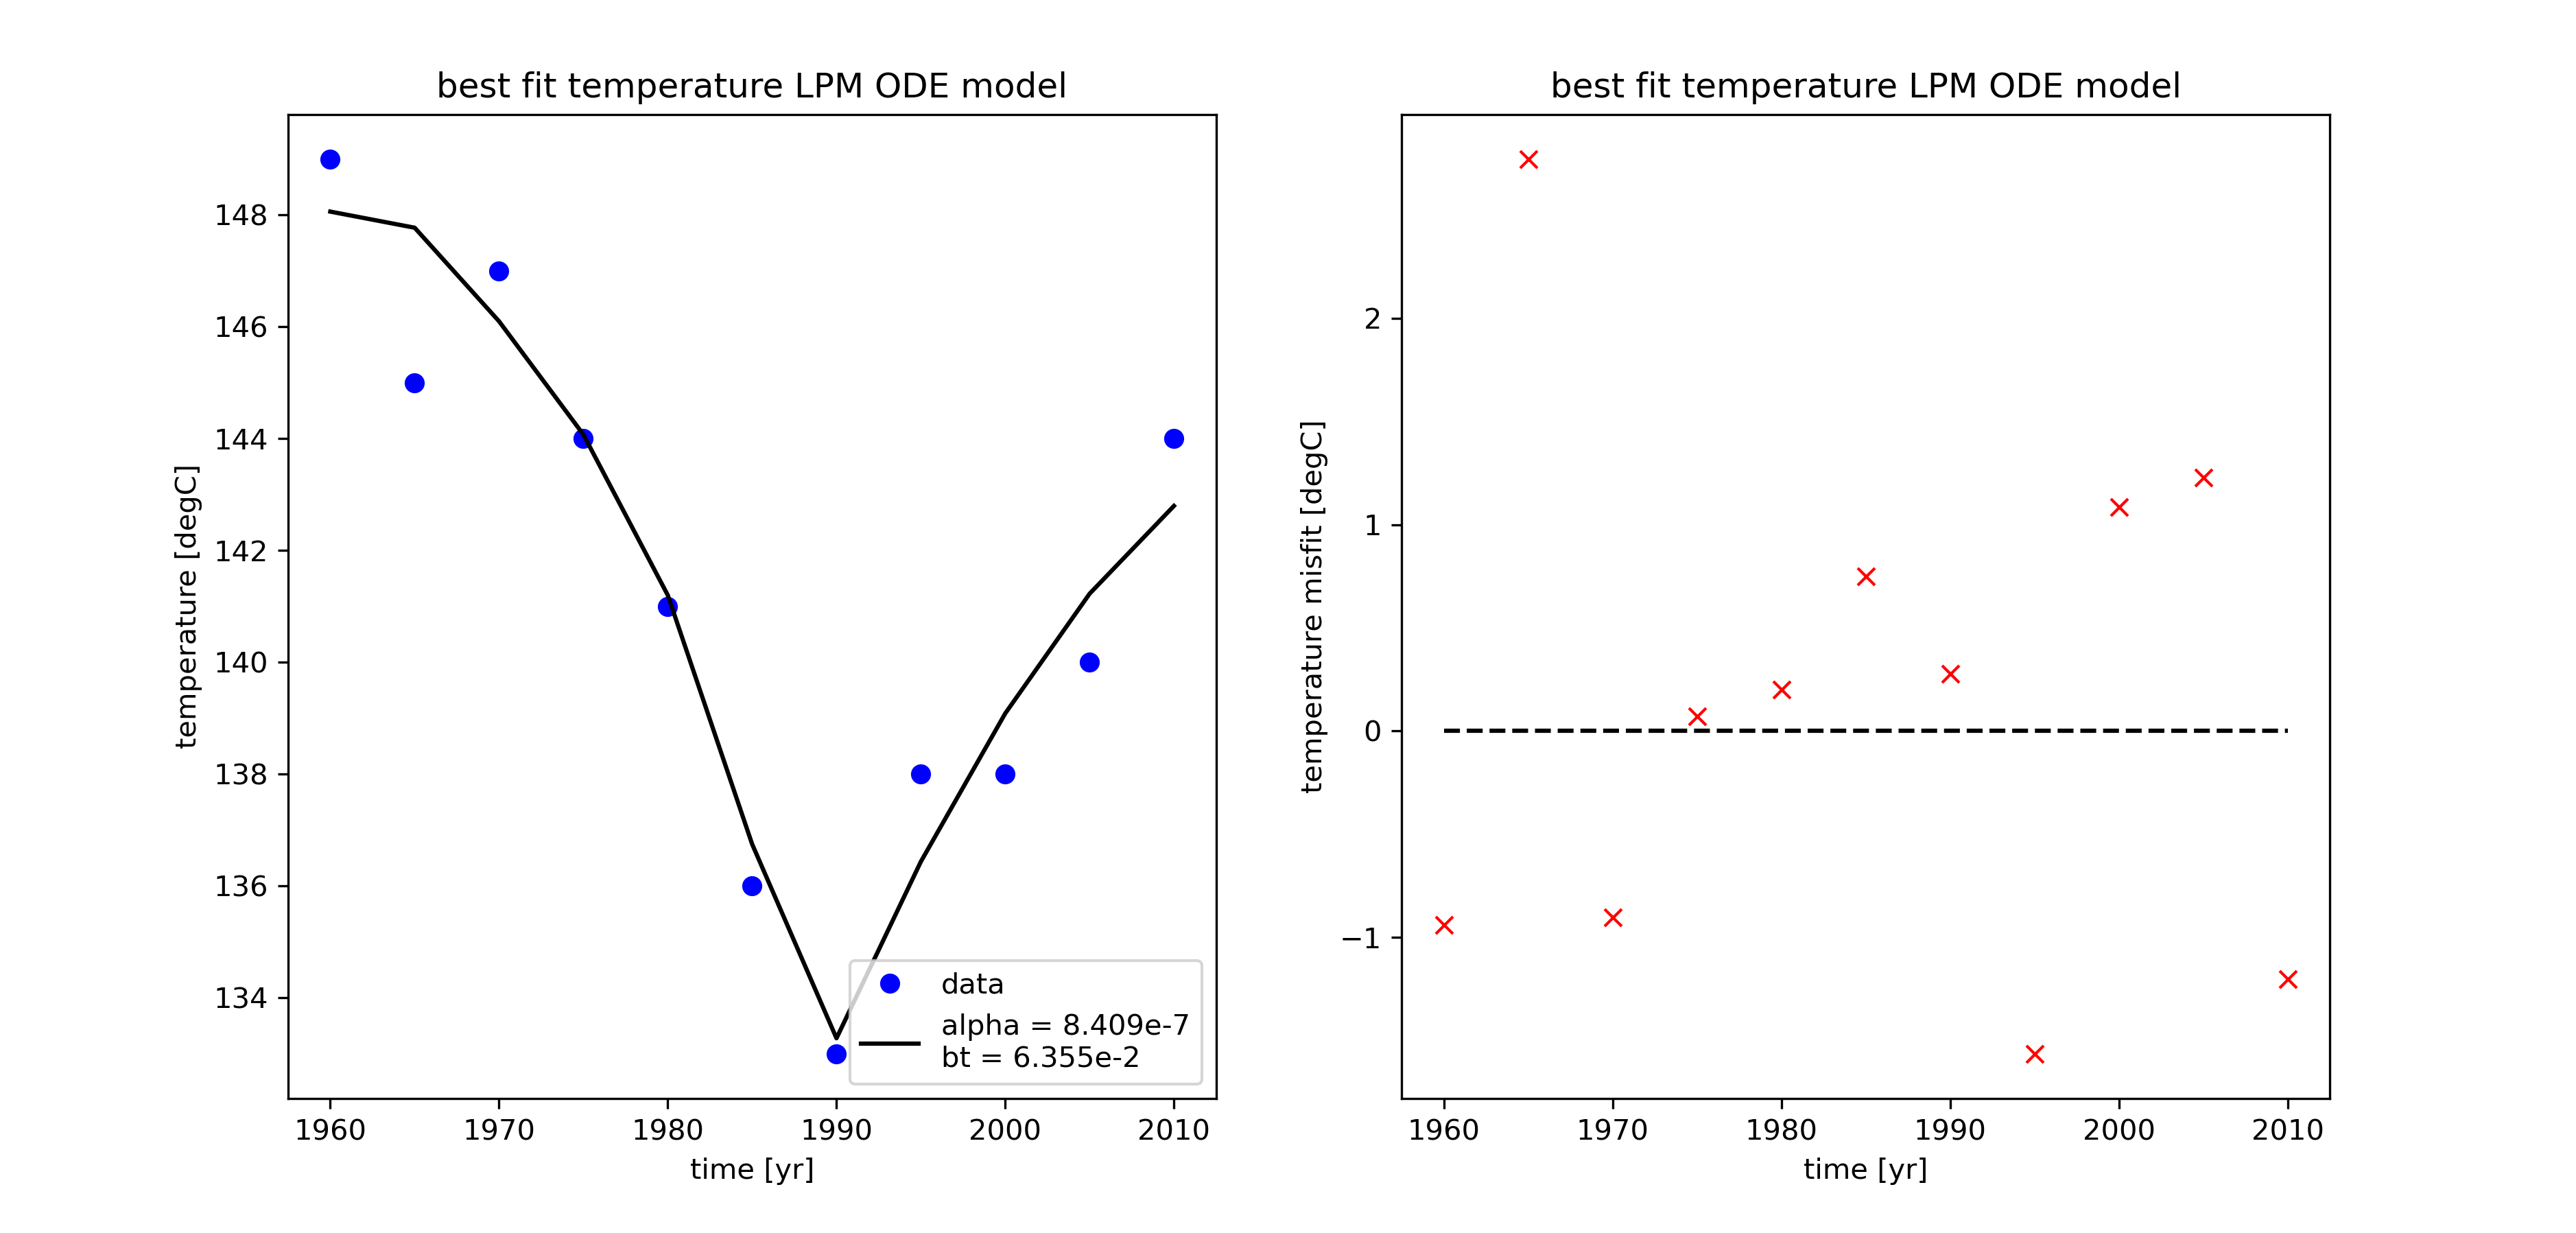 best fit temperature LPM ODE model
temperature [degC]
148
146
144
142
140
138
136
134
data
alpha = 8.409e-7
bt = 6.355e-2
1960 1970 1980 1990 2000 2010
time [yr]
best fit temperature LPM ODE model
temperature misfit [degC]
2
1
0
−1
1960 1970 1980 1990 2000 2010
time [yr]